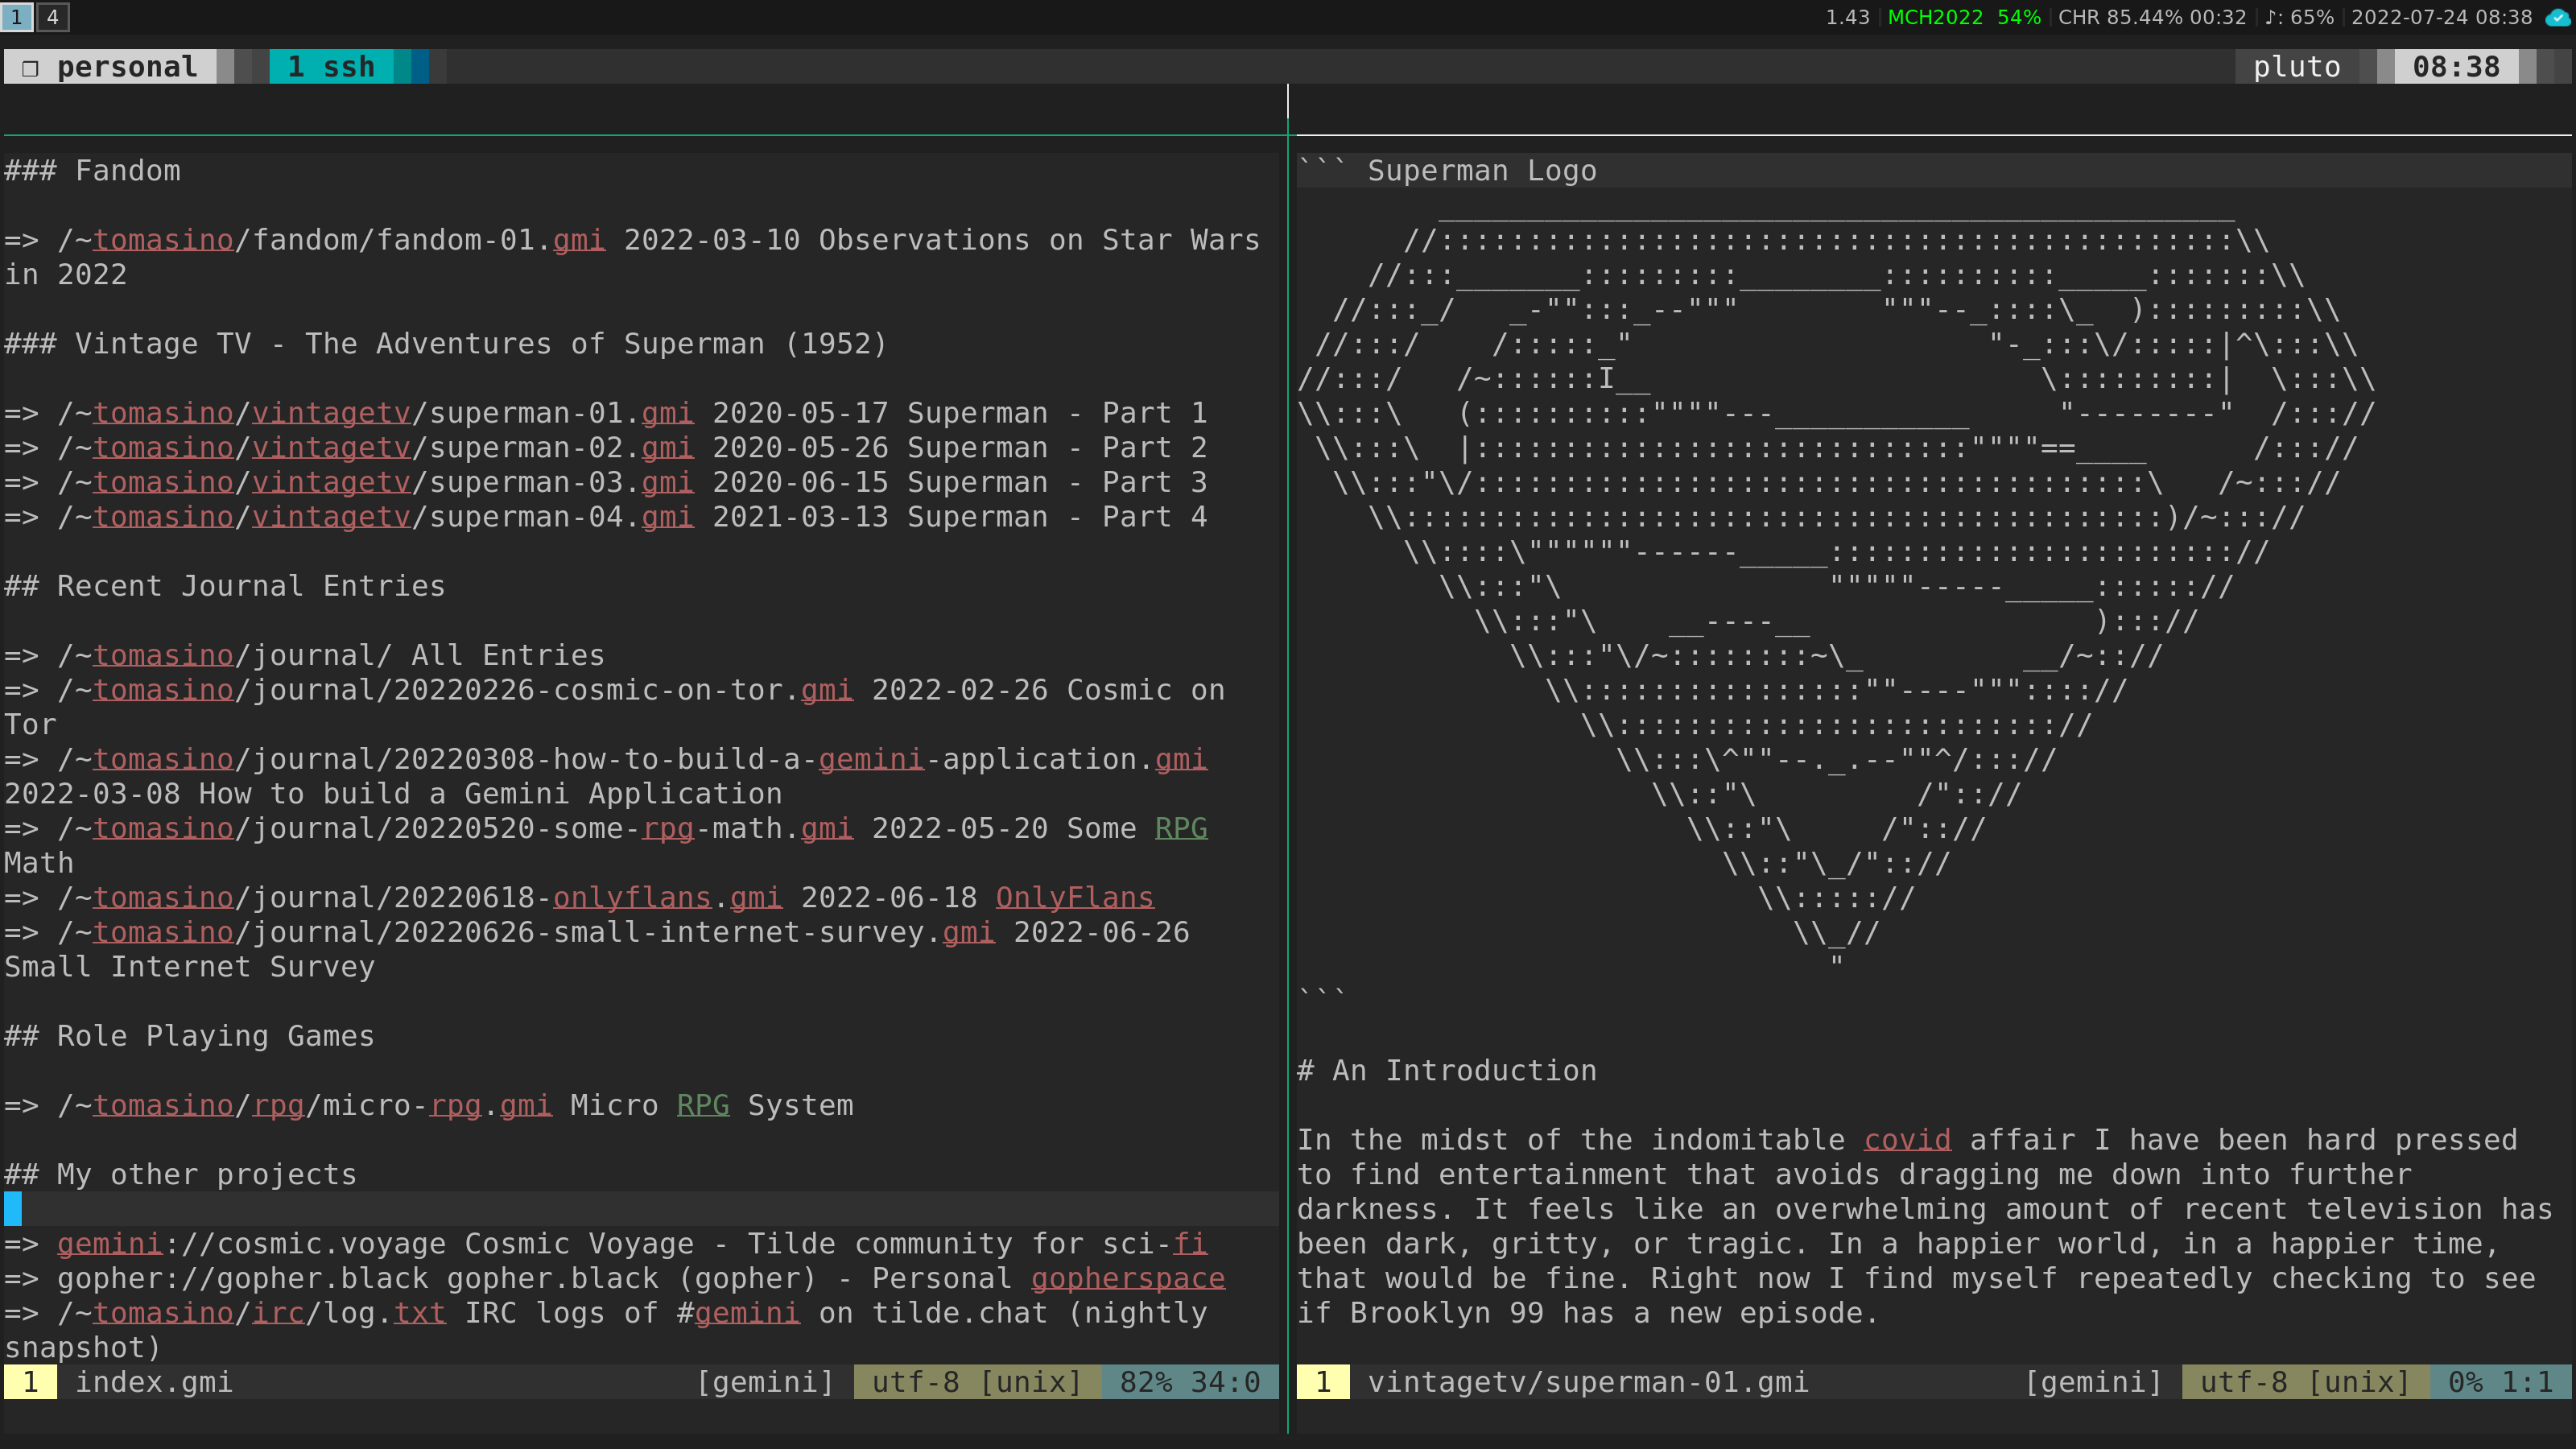 1 4 1.43 MCH2022 54% CHR 85.44% 00:32 ♪: 65% 2022-07-24 08:38
❐ personal 1 ssh pluto 08:38
### Fandom

=> /~tomasino/fandom/fandom-01.gmi 2022-03-10 Observations on Star Wars
in 2022

### Vintage TV - The Adventures of Superman (1952)

=> /~tomasino/vintagetv/superman-01.gmi 2020-05-17 Superman - Part 1
=> /~tomasino/vintagetv/superman-02.gmi 2020-05-26 Superman - Part 2
=> /~tomasino/vintagetv/superman-03.gmi 2020-06-15 Superman - Part 3
=> /~tomasino/vintagetv/superman-04.gmi 2021-03-13 Superman - Part 4

## Recent Journal Entries

=> /~tomasino/journal/ All Entries
=> /~tomasino/journal/20220226-cosmic-on-tor.gmi 2022-02-26 Cosmic on
Tor
=> /~tomasino/journal/20220308-how-to-build-a-gemini-application.gmi
2022-03-08 How to build a Gemini Application
=> /~tomasino/journal/20220520-some-rpg-math.gmi 2022-05-20 Some RPG
Math
=> /~tomasino/journal/20220618-onlyflans.gmi 2022-06-18 OnlyFlans
=> /~tomasino/journal/20220626-small-internet-survey.gmi 2022-06-26
Small Internet Survey

## Role Playing Games

=> /~tomasino/rpg/micro-rpg.gmi Micro RPG System

## My other projects

=> gemini://cosmic.voyage Cosmic Voyage - Tilde community for sci-fi
=> gopher://gopher.black gopher.black (gopher) - Personal gopherspace
=> /~tomasino/irc/log.txt IRC logs of #gemini on tilde.chat (nightly
snapshot)
1 index.gmi [gemini] utf-8 [unix] 82% 34:0
``` Superman Logo
```

# An Introduction

In the midst of the indomitable covid affair I have been hard pressed
to find entertainment that avoids dragging me down into further
darkness. It feels like an overwhelming amount of recent television has
been dark, gritty, or tragic. In a happier world, in a happier time,
that would be fine. Right now I find myself repeatedly checking to see
if Brooklyn 99 has a new episode.

1 vintagetv/superman-01.gmi [gemini] utf-8 [unix] 0% 1:1